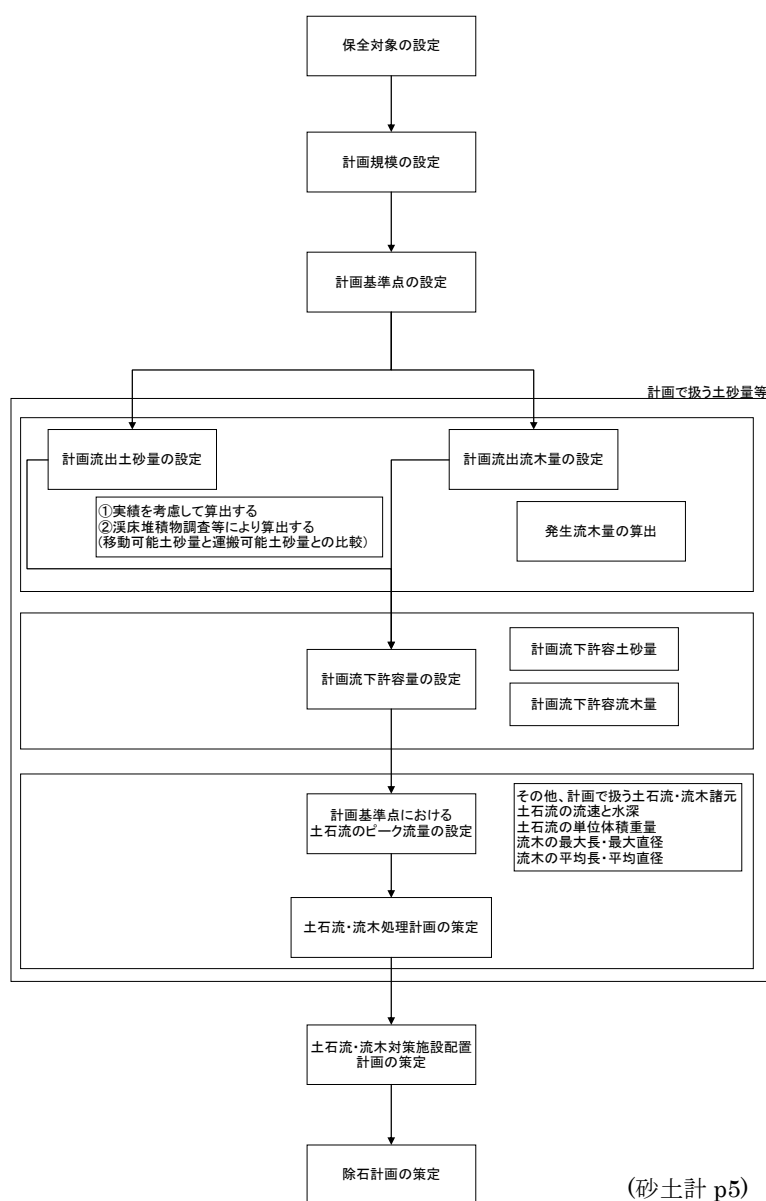 保全対象の設定
計画規模の設定
計画基準点の設定
計画で扱う土砂量等
計画流出土砂量の設定
計画流出流木量の設定
①実績を考慮して算出する
②渓床堆積物調査等により算出する
(移動可能土砂量と運搬可能土砂量との比較)
発生流木量の算出
計画流下許容量の設定
計画流下許容土砂量
計画流下許容流木量
計画基準点における
土石流のピーク流量の設定
その他、計画で扱う土石流・流木諸元
土石流の流速と水深
土石流の単位体積重量
流木の最大長・最大直径
流木の平均長・平均直径
土石流・流木処理計画の策定
土石流・流木対策施設配置
計画の策定
除石計画の策定
(砂土計 p5)